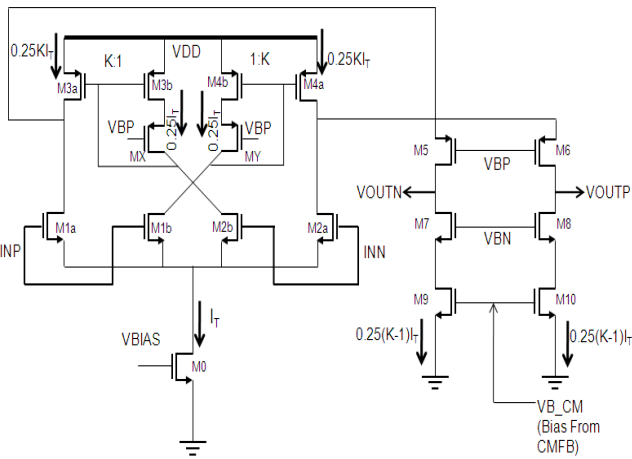 0.25KI_T
VDD
0.25KI_T
K:1
1:K
M3a
M3b
M4b
M4a
0.25I_T
0.25I_T
VBP
VBP
MX
MY
M5
VBP
M6
VOUTN
VOUTP
M1a
M1b
M2b
M2a
M7
VBN
M8
INP
INN
M9
M10
I_T
VBIAS
M0
0.25(K-1)I_T
0.25(K-1)I_T
VB_CM
(Bias From
CMFB)